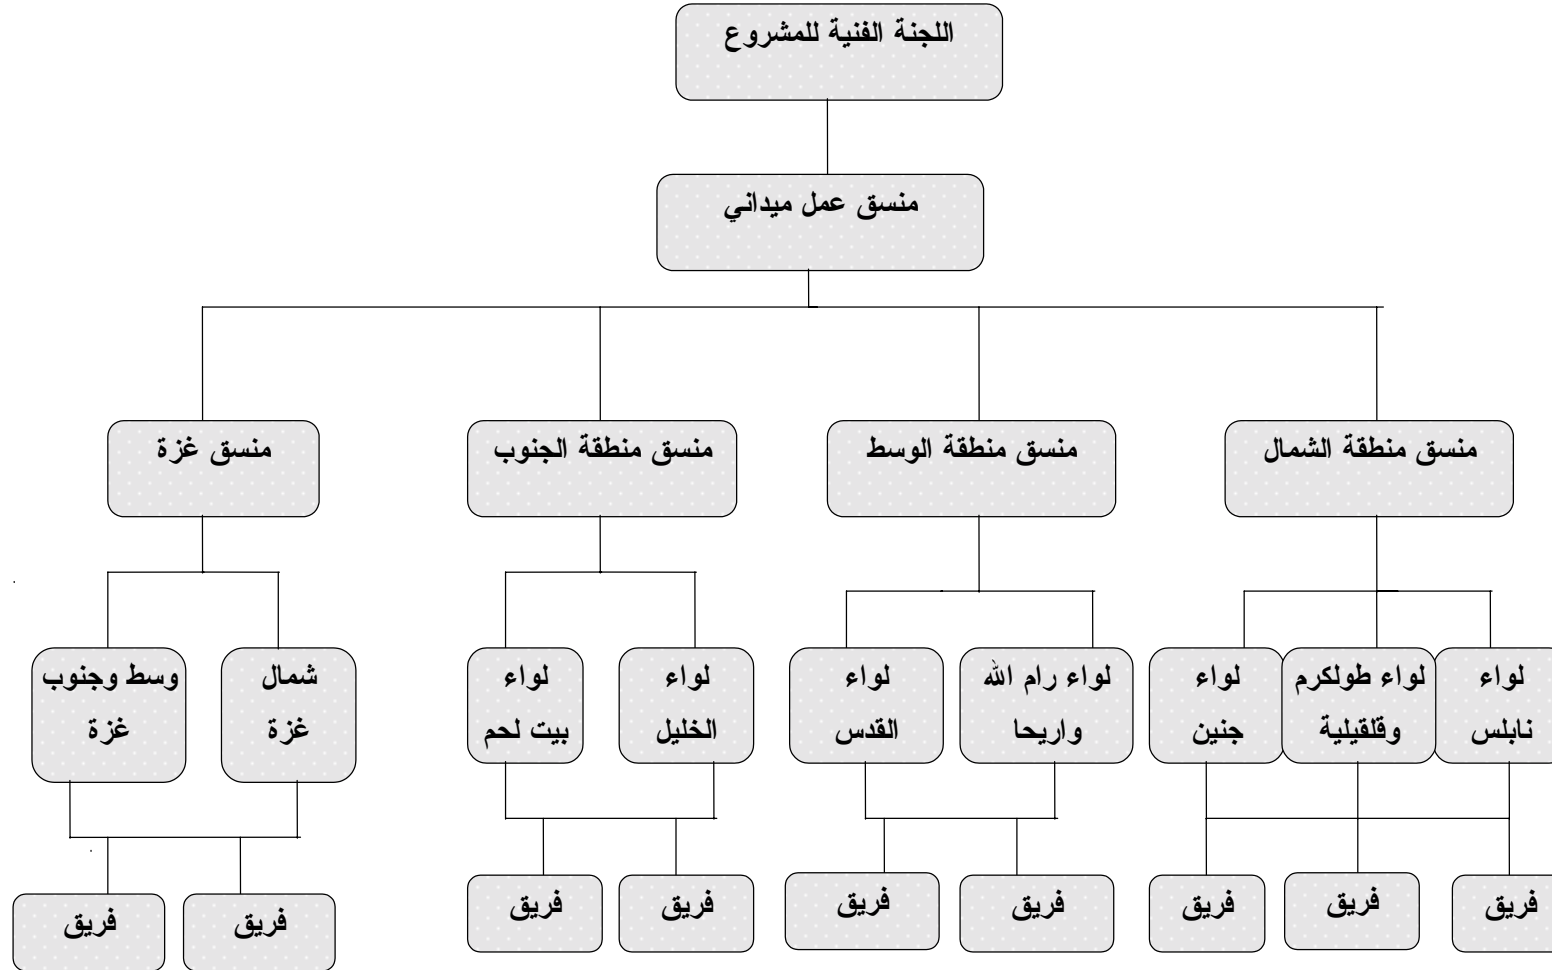 اللجنة الفنية للمشروع
منسق عمل ميداني
منسق منطقة الشمال
منسق منطقة الوسط
منسق منطقة الجنوب
منسق غزة
لواء
نابلس
لواء طولكرم
وقلقيلية
لواء
جنين
لواء رام الله
واريحا
لواء
القدس
لواء
الخليل
لواء
بيت لحم
شمال
غزة
وسط وجنوب
غزة
فريق
فريق
فريق
فريق
فريق
فريق
فريق
فريق
فريق